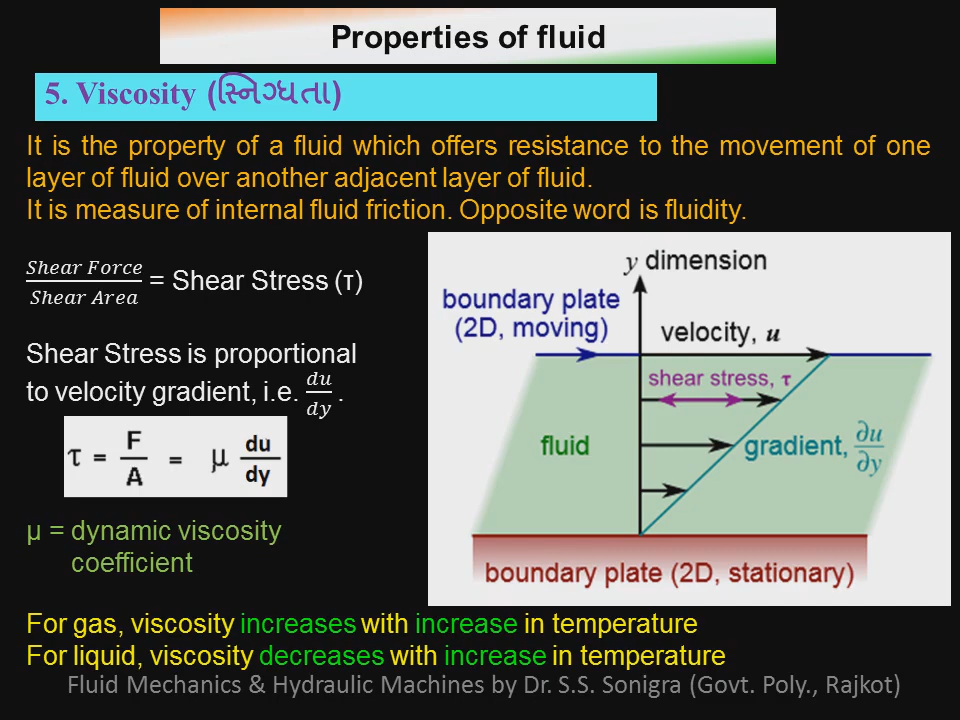 Properties of fluid
5. Viscosity (સ્નિગ્ધતા)
It is the property of a fluid which offers resistance to the movement of one
layer of fluid over another adjacent layer of fluid.
It is measure of internal fluid friction. Opposite word is fluidity.
Shear Force / Shear Area = Shear Stress (τ)
Shear Stress is proportional
to velocity gradient, i.e. du/dy .
τ = F/A = μ du/dy
μ = dynamic viscosity
coefficient
y dimension
boundary plate
(2D, moving)
velocity, u
shear stress, τ
fluid
gradient, ∂u/∂y
boundary plate (2D, stationary)
For gas, viscosity increases with increase in temperature
For liquid, viscosity decreases with increase in temperature
Fluid Mechanics & Hydraulic Machines by Dr. S.S. Sonigra (Govt. Poly., Rajkot)